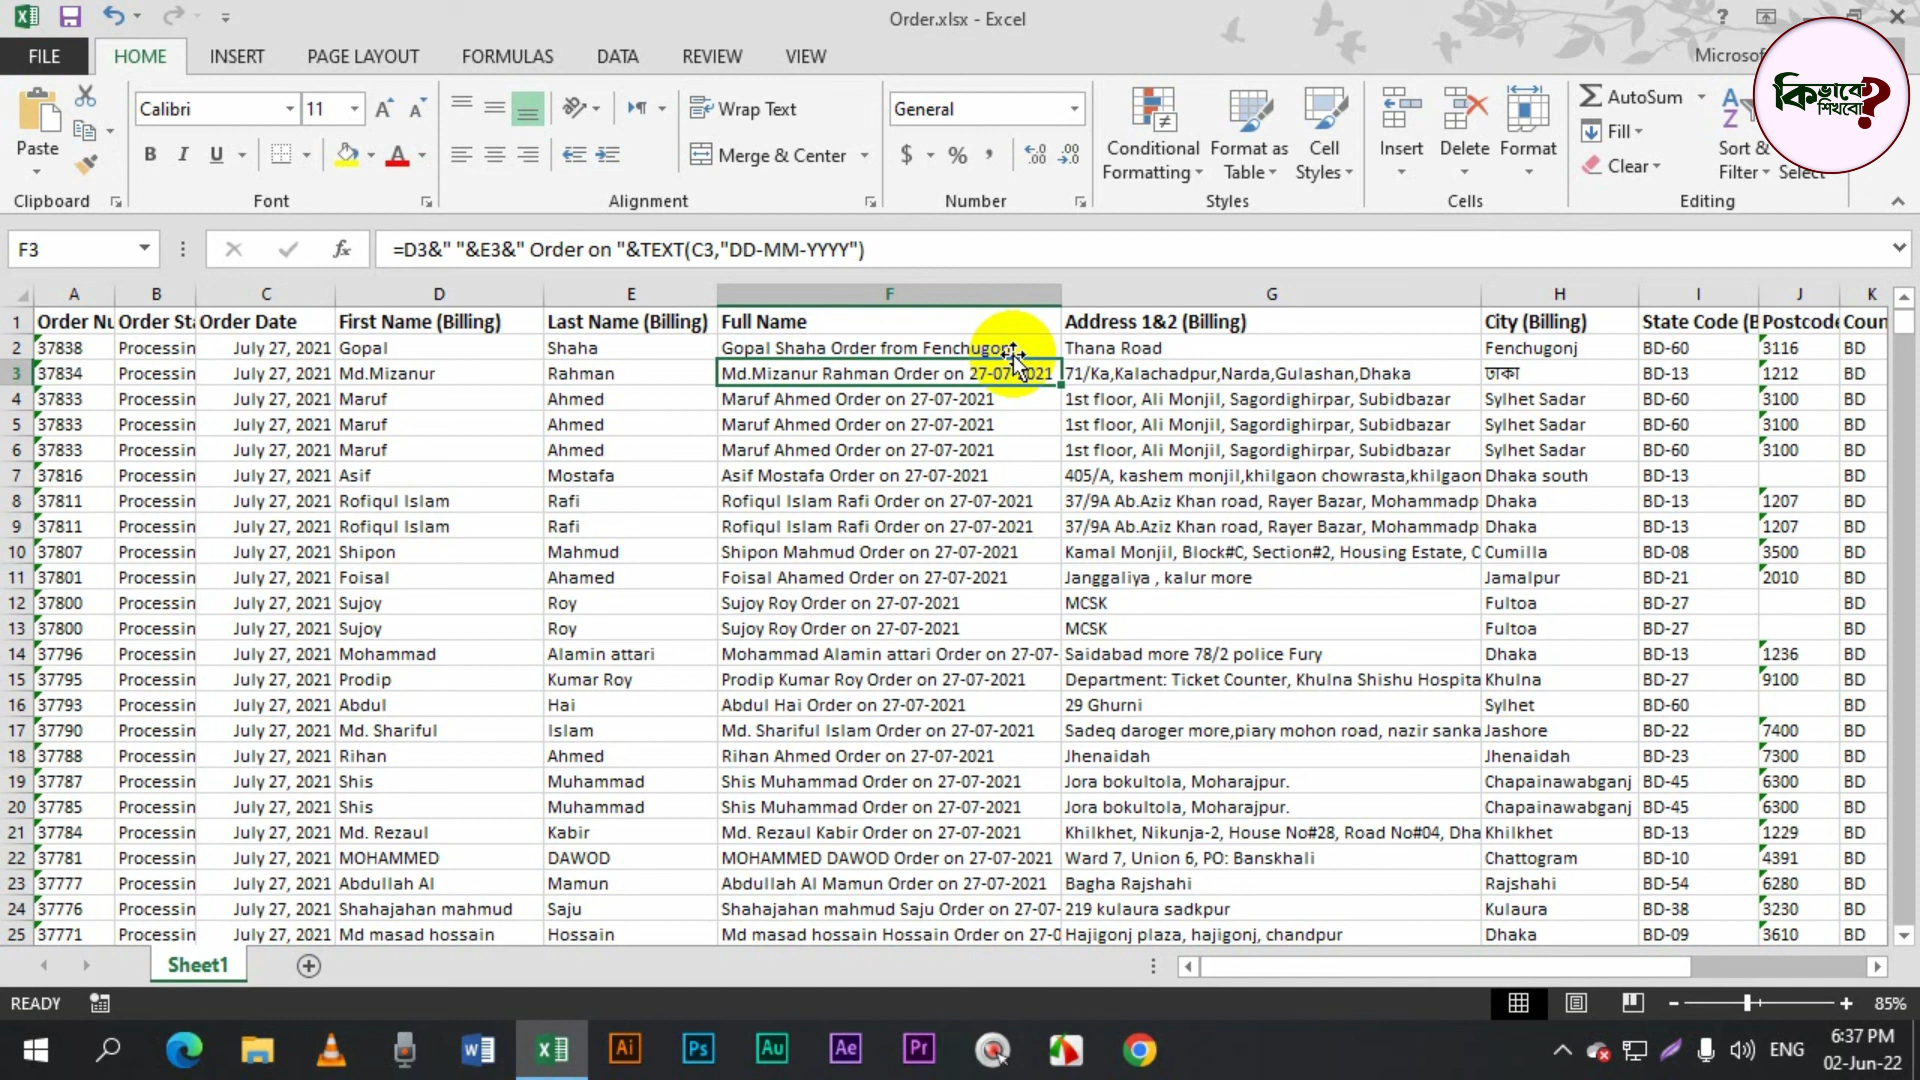 Order.xlsx - Excel
FILE HOME INSERT PAGE LAYOUT FORMULAS DATA REVIEW VIEW
কিভাবে শিখবো?
Calibri 11 Wrap Text General AutoSum
Paste Merge & Center Conditional Formatting Format as Table Cell Styles Insert Delete Format Fill Clear Sort & Filter
Clipboard Font Alignment Number Styles Cells Editing
F3 fx =D3&" "&E3&" Order on "&TEXT(C3,"DD-MM-YYYY")
A B C D E F G H I J K
1 Order Nu Order Sta Order Date First Name (Billing) Last Name (Billing) Full Name Address 1&2 (Billing) City (Billing) State Code (B Postcode Coun
2 37838 Processin July 27, 2021 Gopal Shaha Gopal Shaha Order from Fenchugonj Thana Road Fenchugonj BD-60 3116 BD
3 37834 Processin July 27, 2021 Md.Mizanur Rahman Md.Mizanur Rahman Order on 27-07-2021 71/Ka,Kalachadpur,Narda,Gulashan,Dhaka ঢাকা BD-13 1212 BD
4 37833 Processin July 27, 2021 Maruf Ahmed Maruf Ahmed Order on 27-07-2021 1st floor, Ali Monjil, Sagordighirpar, Subidbazar Sylhet Sadar BD-60 3100 BD
5 37833 Processin July 27, 2021 Maruf Ahmed Maruf Ahmed Order on 27-07-2021 1st floor, Ali Monjil, Sagordighirpar, Subidbazar Sylhet Sadar BD-60 3100 BD
6 37833 Processin July 27, 2021 Maruf Ahmed Maruf Ahmed Order on 27-07-2021 1st floor, Ali Monjil, Sagordighirpar, Subidbazar Sylhet Sadar BD-60 3100 BD
7 37816 Processin July 27, 2021 Asif Mostafa Asif Mostafa Order on 27-07-2021 405/A, kashem monjil,khilgaon chowrasta,khilgaon Dhaka south BD-13 BD
8 37811 Processin July 27, 2021 Rofiqul Islam Rafi Rofiqul Islam Rafi Order on 27-07-2021 37/9A Ab.Aziz Khan road, Rayer Bazar, Mohammadp Dhaka BD-13 1207 BD
9 37811 Processin July 27, 2021 Rofiqul Islam Rafi Rofiqul Islam Rafi Order on 27-07-2021 37/9A Ab.Aziz Khan road, Rayer Bazar, Mohammadp Dhaka BD-13 1207 BD
10 37807 Processin July 27, 2021 Shipon Mahmud Shipon Mahmud Order on 27-07-2021 Kamal Monjil, Block#C, Section#2, Housing Estate, C Cumilla BD-08 3500 BD
11 37801 Processin July 27, 2021 Foisal Ahamed Foisal Ahamed Order on 27-07-2021 Janggaliya , kalur more Jamalpur BD-21 2010 BD
12 37800 Processin July 27, 2021 Sujoy Roy Sujoy Roy Order on 27-07-2021 MCSK Fultoa BD-27 BD
13 37800 Processin July 27, 2021 Sujoy Roy Sujoy Roy Order on 27-07-2021 MCSK Fultoa BD-27 BD
14 37796 Processin July 27, 2021 Mohammad Alamin attari Mohammad Alamin attari Order on 27-07- Saidabad more 78/2 police Fury Dhaka BD-13 1236 BD
15 37795 Processin July 27, 2021 Prodip Kumar Roy Prodip Kumar Roy Order on 27-07-2021 Department: Ticket Counter, Khulna Shishu Hospita Khulna BD-27 9100 BD
16 37793 Processin July 27, 2021 Abdul Hai Abdul Hai Order on 27-07-2021 29 Ghurni Sylhet BD-60 BD
17 37790 Processin July 27, 2021 Md. Shariful Islam Md. Shariful Islam Order on 27-07-2021 Sadeq daroger more,piary mohon road, nazir sanka Jashore BD-22 7400 BD
18 37788 Processin July 27, 2021 Rihan Ahmed Rihan Ahmed Order on 27-07-2021 Jhenaidah Jhenaidah BD-23 7300 BD
19 37787 Processin July 27, 2021 Shis Muhammad Shis Muhammad Order on 27-07-2021 Jora bokultola, Moharajpur. Chapainawabganj BD-45 6300 BD
20 37785 Processin July 27, 2021 Shis Muhammad Shis Muhammad Order on 27-07-2021 Jora bokultola, Moharajpur. Chapainawabganj BD-45 6300 BD
21 37784 Processin July 27, 2021 Md. Rezaul Kabir Md. Rezaul Kabir Order on 27-07-2021 Khilkhet, Nikunja-2, House No#28, Road No#04, Dha Khilkhet BD-13 1229 BD
22 37781 Processin July 27, 2021 MOHAMMED DAWOD MOHAMMED DAWOD Order on 27-07-2021 Ward 7, Union 6, PO: Banskhali Chattogram BD-10 4391 BD
23 37777 Processin July 27, 2021 Abdullah Al Mamun Abdullah Al Mamun Order on 27-07-2021 Bagha Rajshahi Rajshahi BD-54 6280 BD
24 37776 Processin July 27, 2021 Shahajahan mahmud Saju Shahajahan mahmud Saju Order on 27-07- 219 kulaura sadkpur Kulaura BD-38 3230 BD
25 37771 Processin July 27, 2021 Md masad hossain Hossain Md masad hossain Hossain Order on 27-0 Hajigonj plaza, hajigonj, chandpur Dhaka BD-09 3610 BD
Sheet1
READY 85%
Ai Ps Au Ae Pr ENG 6:37 PM
02-Jun-22